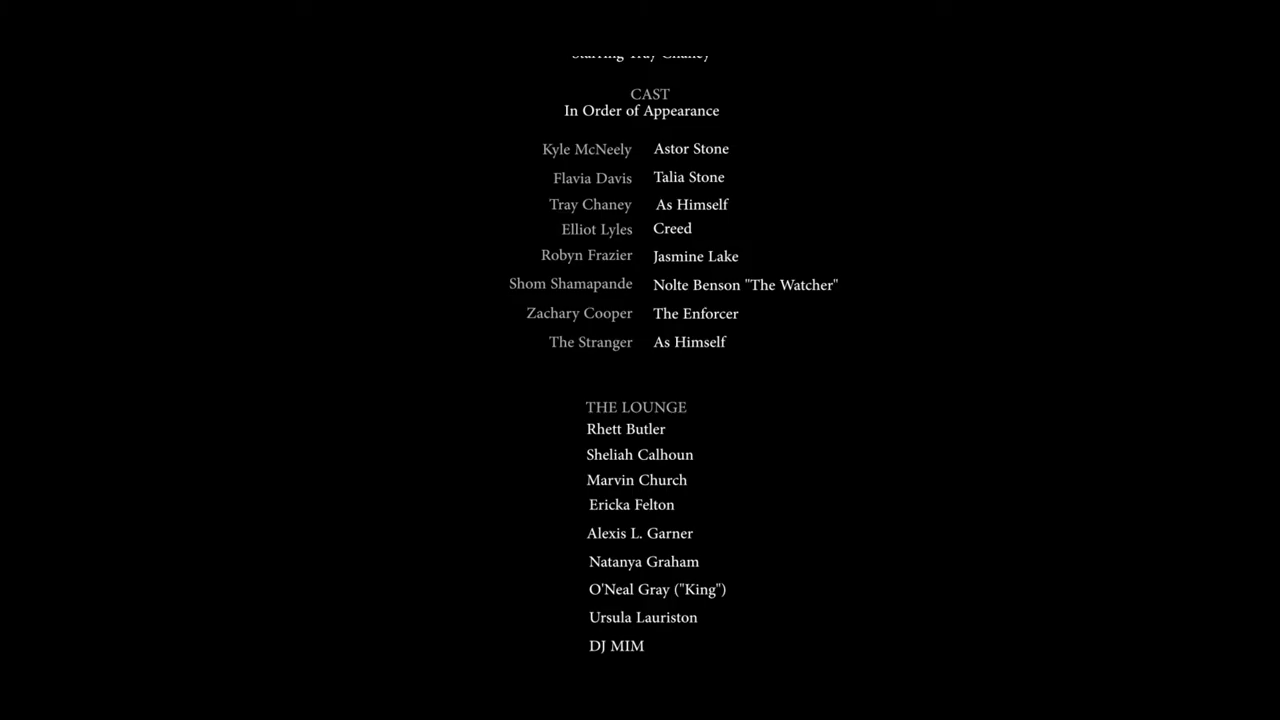 Starring Tray Chaney
CAST
In Order of Appearance
Kyle McNeely Astor Stone
Flavia Davis Talia Stone
Tray Chaney As Himself
Elliot Lyles Creed
Robyn Frazier Jasmine Lake
Shom Shamapande Nolte Benson "The Watcher"
Zachary Cooper The Enforcer
The Stranger As Himself
THE LOUNGE
Rhett Butler
Sheliah Calhoun
Marvin Church
Ericka Felton
Alexis L. Garner
Natanya Graham
O'Neal Gray ("King")
Ursula Lauriston
DJ MIM